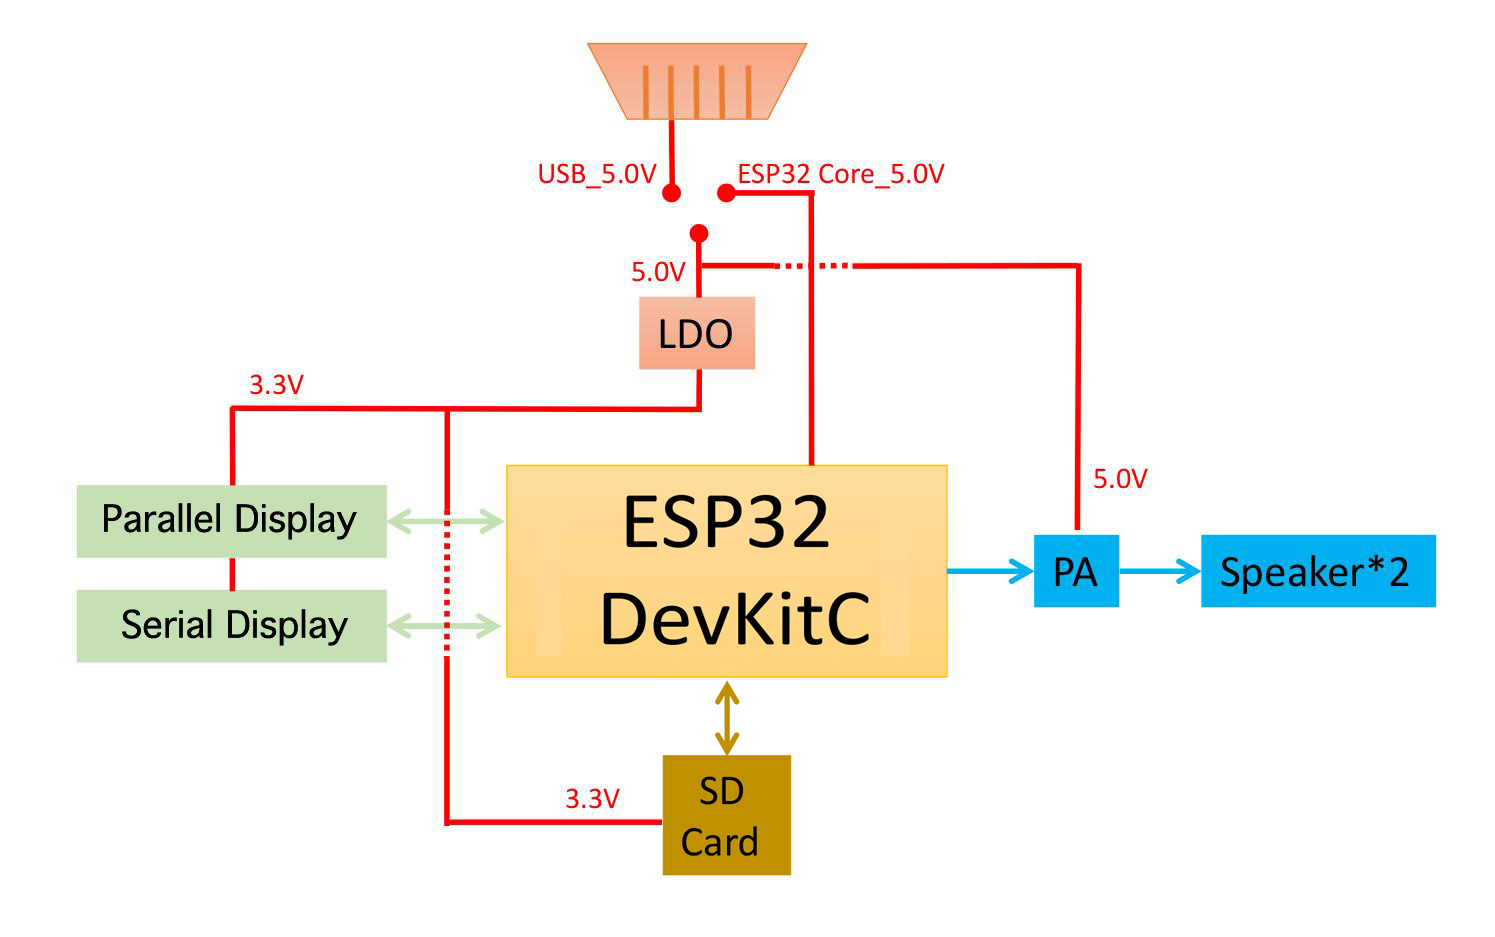 USB_5.0V
ESP32 Core_5.0V
5.0V
LDO
3.3V
5.0V
Parallel Display
Serial Display
ESP32
DevKitC
PA
Speaker*2
3.3V
SD
Card